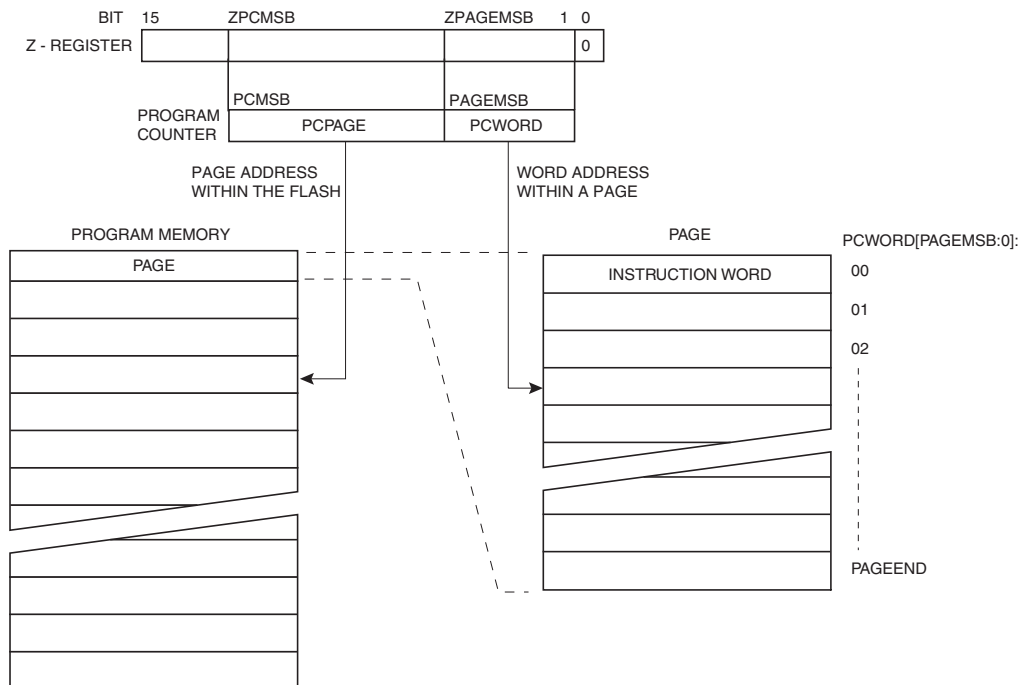 BIT 15 ZPCMSB ZPAGEMSB 1 0
Z - REGISTER 0
PCMSB PAGEMSB
PROGRAM
COUNTER
PCPAGE PCWORD
PAGE ADDRESS
WITHIN THE FLASH
WORD ADDRESS
WITHIN A PAGE
PROGRAM MEMORY
PAGE
PAGE
PCWORD[PAGEMSB:0]:
INSTRUCTION WORD
00
01
02
PAGEEND